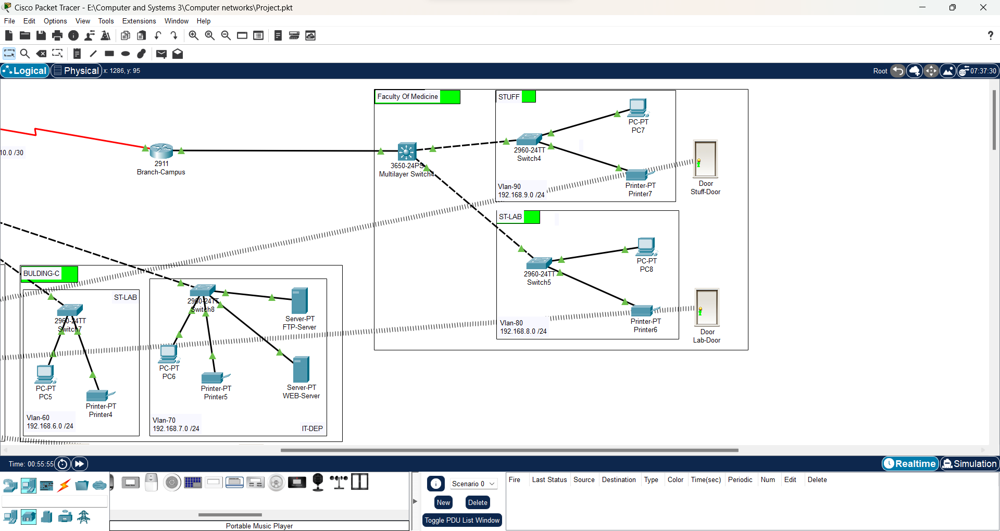 Cisco Packet Tracer - E:\Computer and Systems 3\Computer networks\Project.pkt
File Edit Options View Tools Extensions Window Help
?
Logical Physical x: 1286, y: 95 Root 07:37:30
Faculty Of Medicine
STUFF
PC-PT
PC7
10.0 /30
2911
Branch-Campus
3650-24PS
Multilayer Switch4
2960-24TT
Switch4
Printer-PT
Printer7
Vlan-90
192.168.9.0 /24
Door
Stuff-Door
ST-LAB
PC-PT
PC8
2960-24TT
Switch5
Printer-PT
Printer6
Vlan-80
192.168.8.0 /24
Door
Lab-Door
BULDING-C
ST-LAB
2960-24TT
Switch7
PC-PT
PC5
Printer-PT
Printer4
Vlan-60
192.168.6.0 /24
2960-24TT
Switch8
Server-PT
FTP-Server
PC-PT
PC6
Printer-PT
Printer5
Server-PT
WEB-Server
Vlan-70
192.168.7.0 /24
IT-DEP
Time: 00:55:55 Realtime Simulation
Scenario 0
New Delete
Toggle PDU List Window
Fire Last Status Source Destination Type Color Time(sec) Periodic Num Edit Delete
Portable Music Player